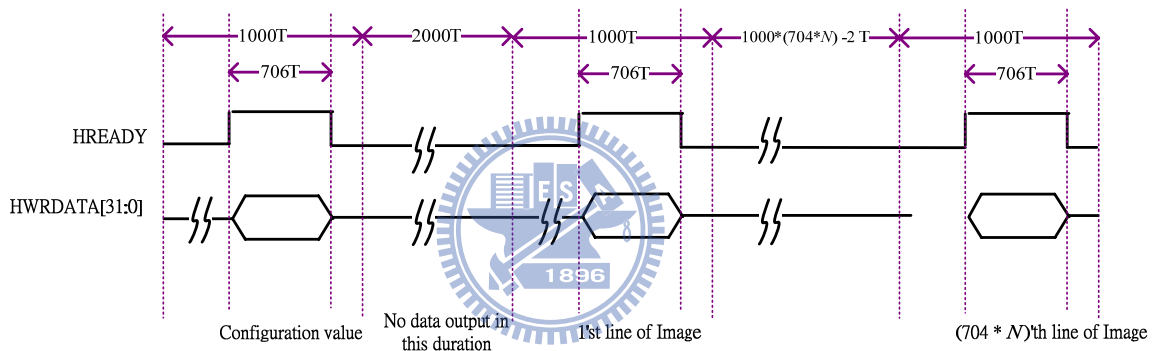 1000T 2000T 1000T 1000*(704*N) -2 T 1000T
706T 706T 706T
HREADY
HWRDATA[31:0]
E S
1896
Configuration value
No data output in
this duration
1'st line of Image
(704 * N)'th line of Image